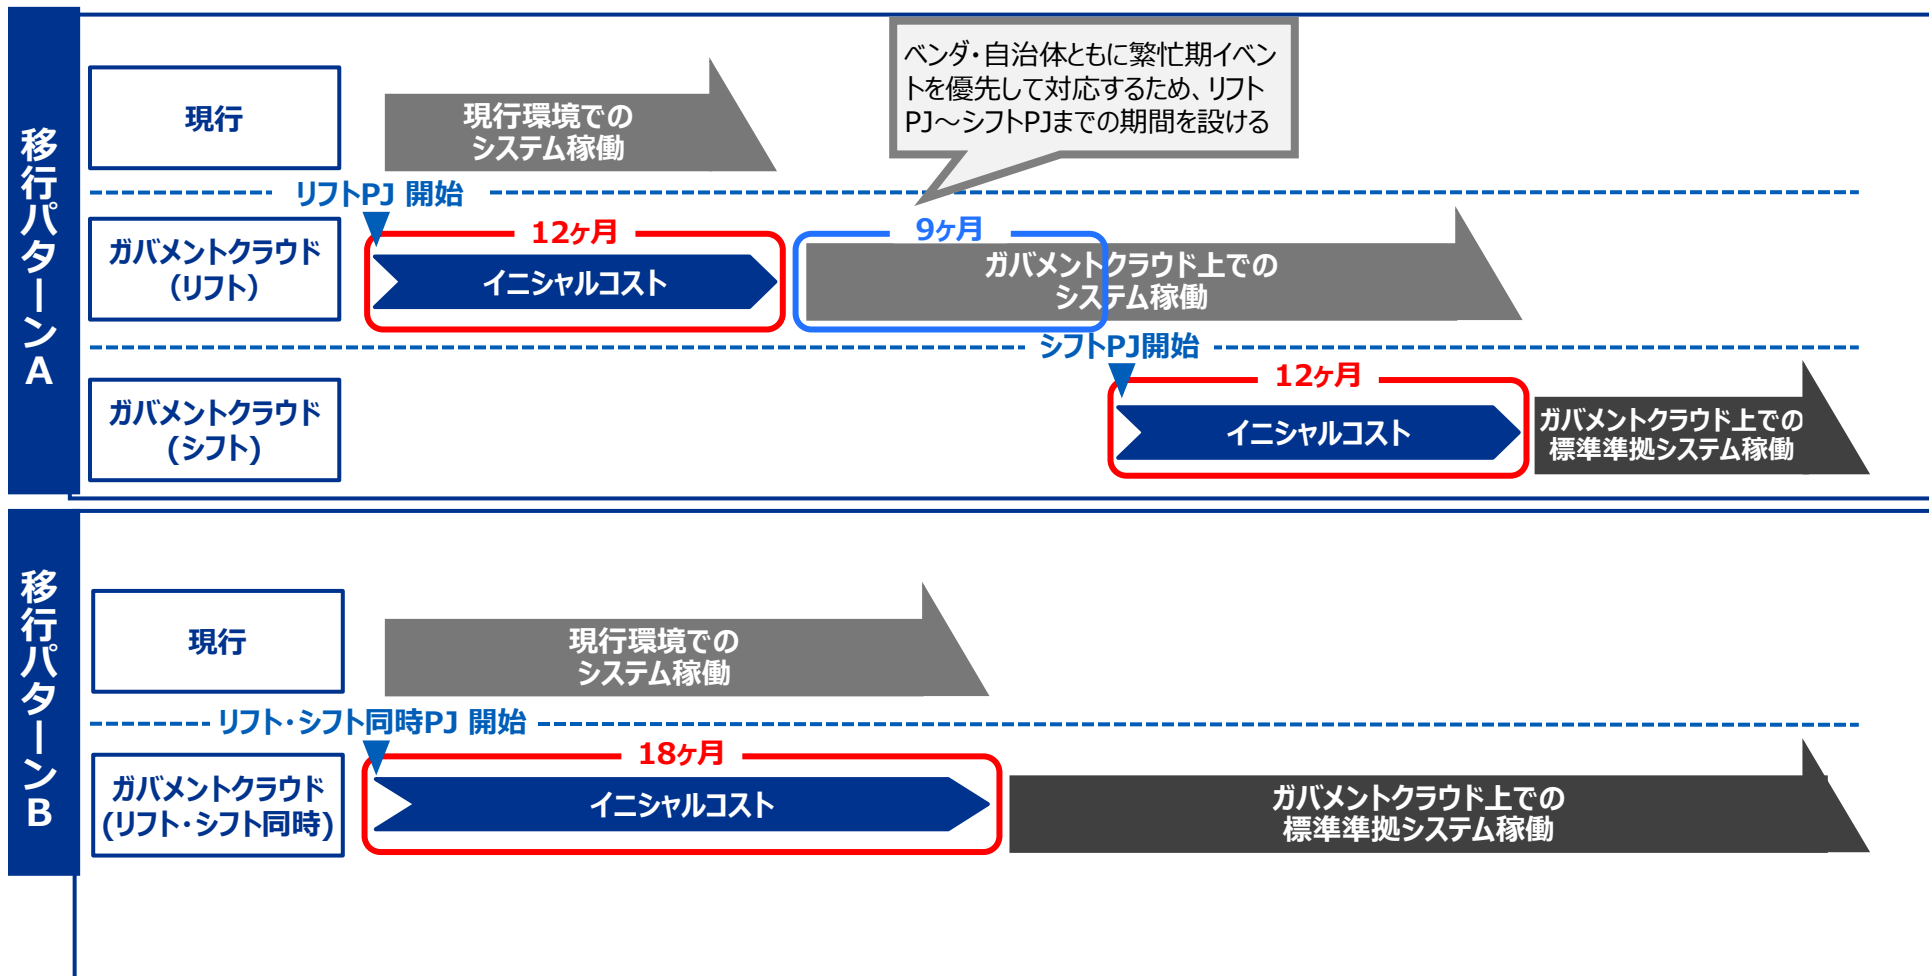 移行パターンA
現行
現行環境での
システム稼働
ベンダ・自治体ともに繁忙期イベン
トを優先して対応するため、リフト
PJ～シフトPJまでの期間を設ける
リフトPJ 開始
ガバメントクラウド
（リフト）
12ヶ月
イニシャルコスト
9ヶ月
ガバメントクラウド上での
システム稼働
シフトPJ開始
ガバメントクラウド
(シフト)
12ヶ月
イニシャルコスト
ガバメントクラウド上での
標準準拠システム稼働
移行パターンB
現行
現行環境での
システム稼働
リフト・シフト同時PJ 開始
ガバメントクラウド
(リフト・シフト同時)
18ヶ月
イニシャルコスト
ガバメントクラウド上での
標準準拠システム稼働